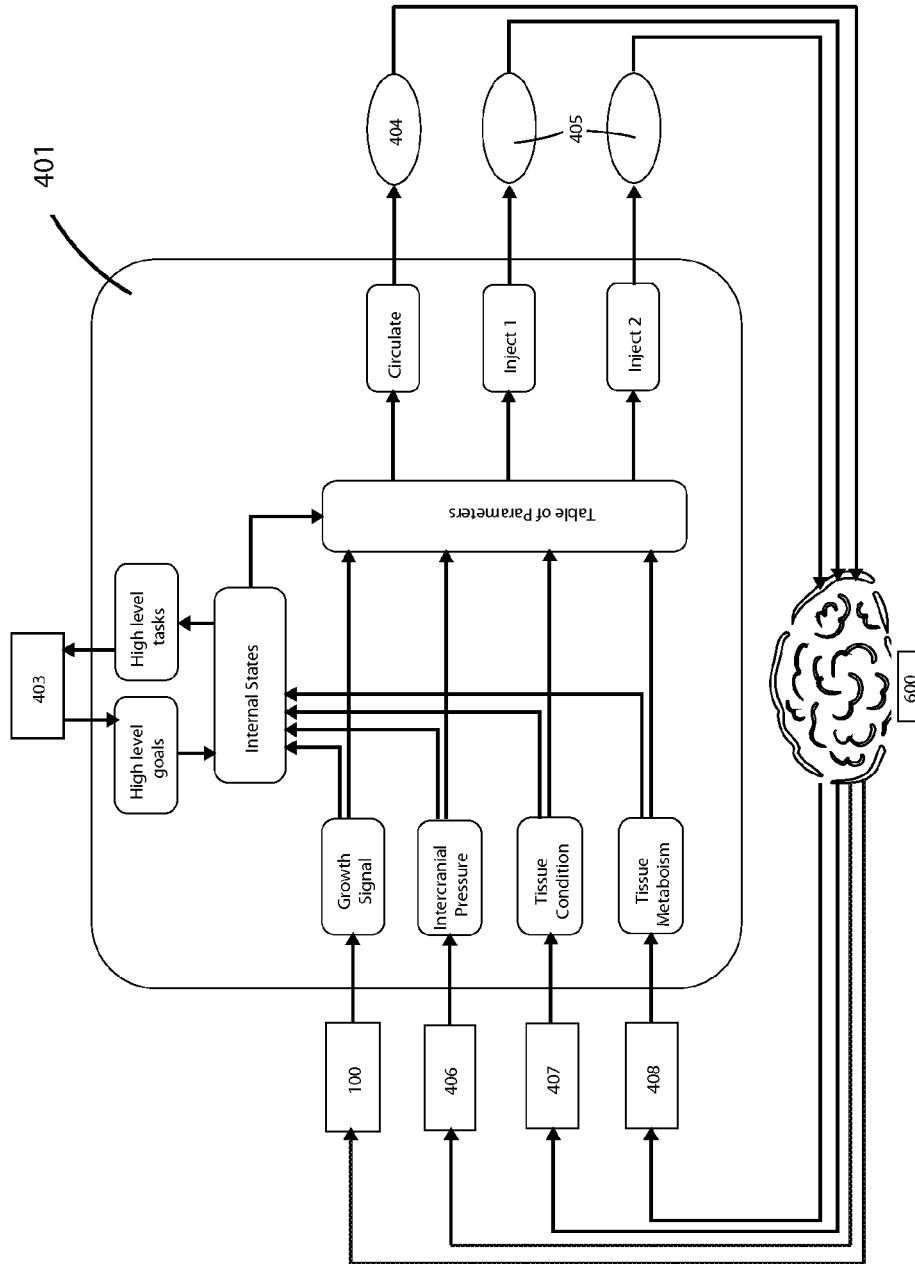 403
401
High level
goals
High level
tasks
Internal States
100
Growth
Signal
Table of Parameters
Circulate
404
406
Intercranial
Pressure
Inject 1
405
407
Tissue
Condition
Inject 2
408
Tissue
Metaboism
600